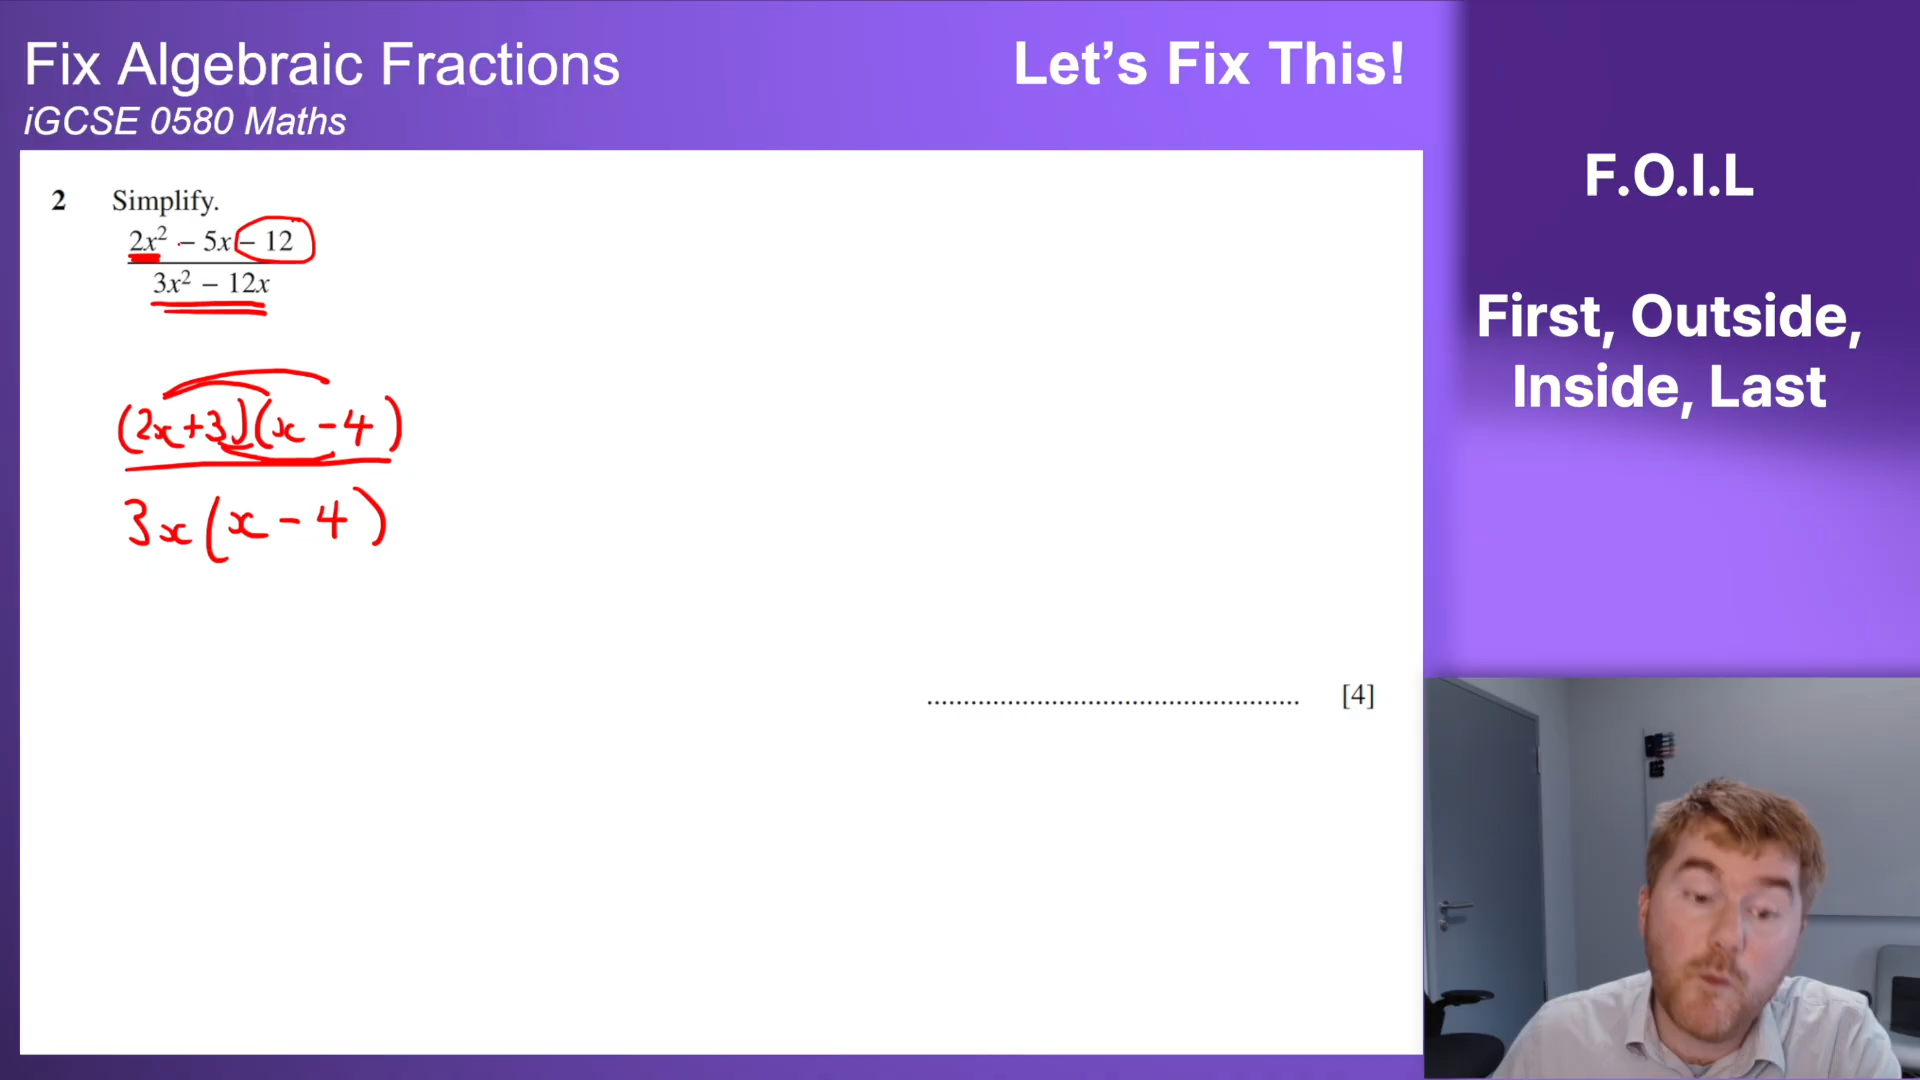 Fix Algebraic Fractions
Let’s Fix This!
iGCSE 0580 Maths
2 Simplify.
2x² − 5x − 12
3x² − 12x
(2x+3)(x−4)
3x(x−4)
.................................................. [4]
F.O.I.L
First, Outside,
Inside, Last